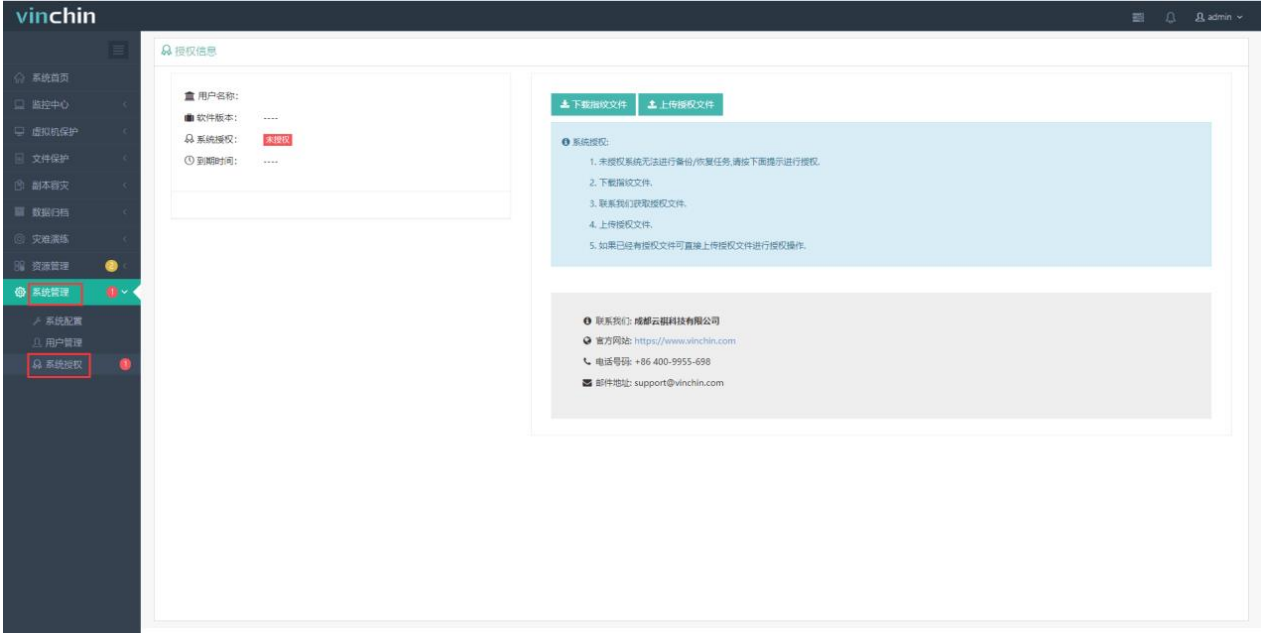 vinchin
admin
授权信息
系统首页
监控中心
虚拟机保护
文件保护
副本容灾
数据归档
灾难演练
资源管理 2
系统管理 1
系统配置
用户管理
系统授权 1
用户名称:
软件版本: ----
系统授权: 未授权
到期时间: ----
下载指纹文件 上传授权文件
系统授权:
1. 未授权系统无法进行备份/恢复任务,请按下面提示进行授权.
2. 下载指纹文件.
3. 联系我们获取授权文件.
4. 上传授权文件.
5. 如果已经有授权文件可直接上传授权文件进行授权操作.
联系我们: 成都云祺科技有限公司
官方网站: https://www.vinchin.com
电话号码: +86 400-9955-698
邮件地址: support@vinchin.com